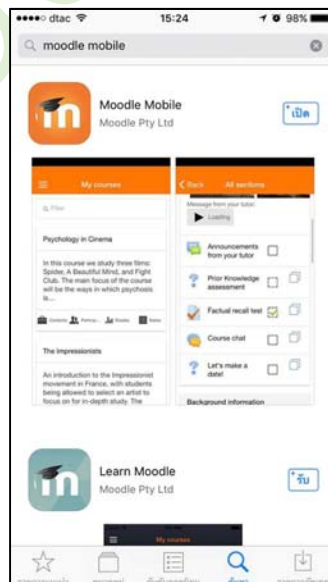 dtac 15:24 98%
moodle mobile
Moodle Mobile
Moodle Pty Ltd
เปิด
My courses
Filter
Psychology in Cinema
In this course we study three films:
Spider, A Beautiful Mind, and Fight
Club. The main focus of the course
will be the ways in which psychosis
is...
The Impressionists
An introduction to the Impressionist
movement in France, with students
being allowed to select an artist to
focus on for in-depth study. The
Back All sections
Message from your tutor:
Loading
Announcements
from your tutor
Prior Knowledge
assessment
Factual recall test
Course chat
Let's make a
date!
Background information
Learn Moodle
Moodle Pty Ltd
รับ
My courses